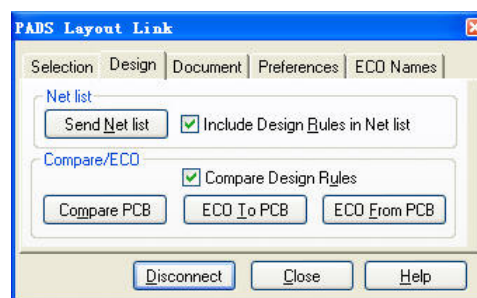 PADS Layout Link
Selection Design Document Preferences ECO Names
Net list
Send Net list Include Design Rules in Net list
Compare/ECO
Compare Design Rules
Compare PCB ECO To PCB ECO From PCB
Disconnect Close Help